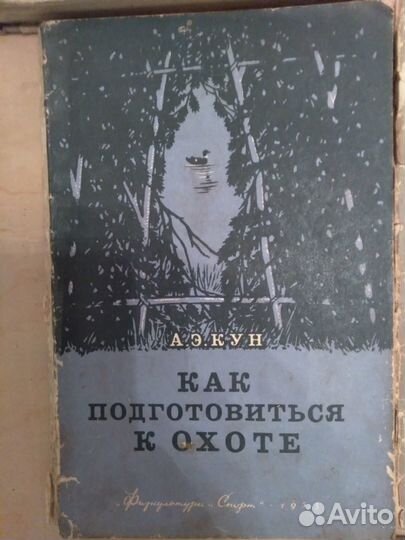 А.Э.КУН
КАК
ПОДГОТОВИТЬСЯ
К ОХОТЕ
„Физкультура и Спорт“
Avito